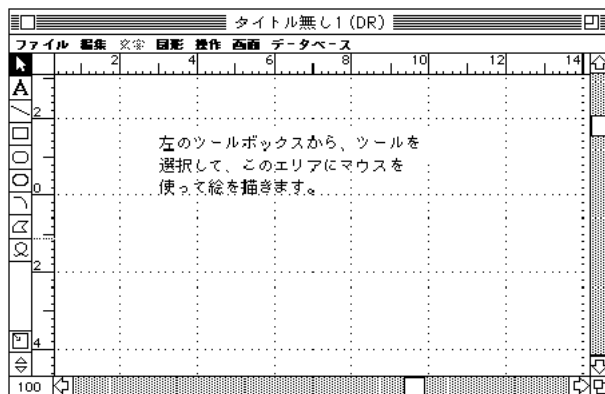 タイトル無し1 (DR)
ファイル 編集 文字 図形 操作 画面 データベース
2 4 6 8 10 12 14
A
2
左のツールボックスから、ツールを
選択して、このエリアにマウスを
使って絵を描きます。
0
2
4
100